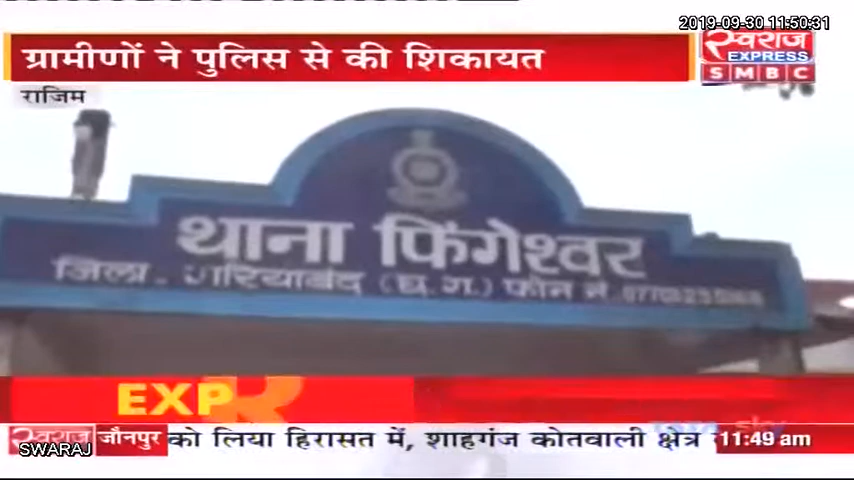 2019-09-30 11:50:31
ग्रामीणों ने पुलिस से की शिकायत
स्वराज
EXPRESS
SMBC
राजिम
थाना फिंगेश्वर
जिला - गरियाबंद (छ.ग.) फोन नं.
EXPR
स्वराज
SWARAJ
जौनपुर
को लिया हिरासत में, शाहगंज कोतवाली क्षेत्र
11:49 am